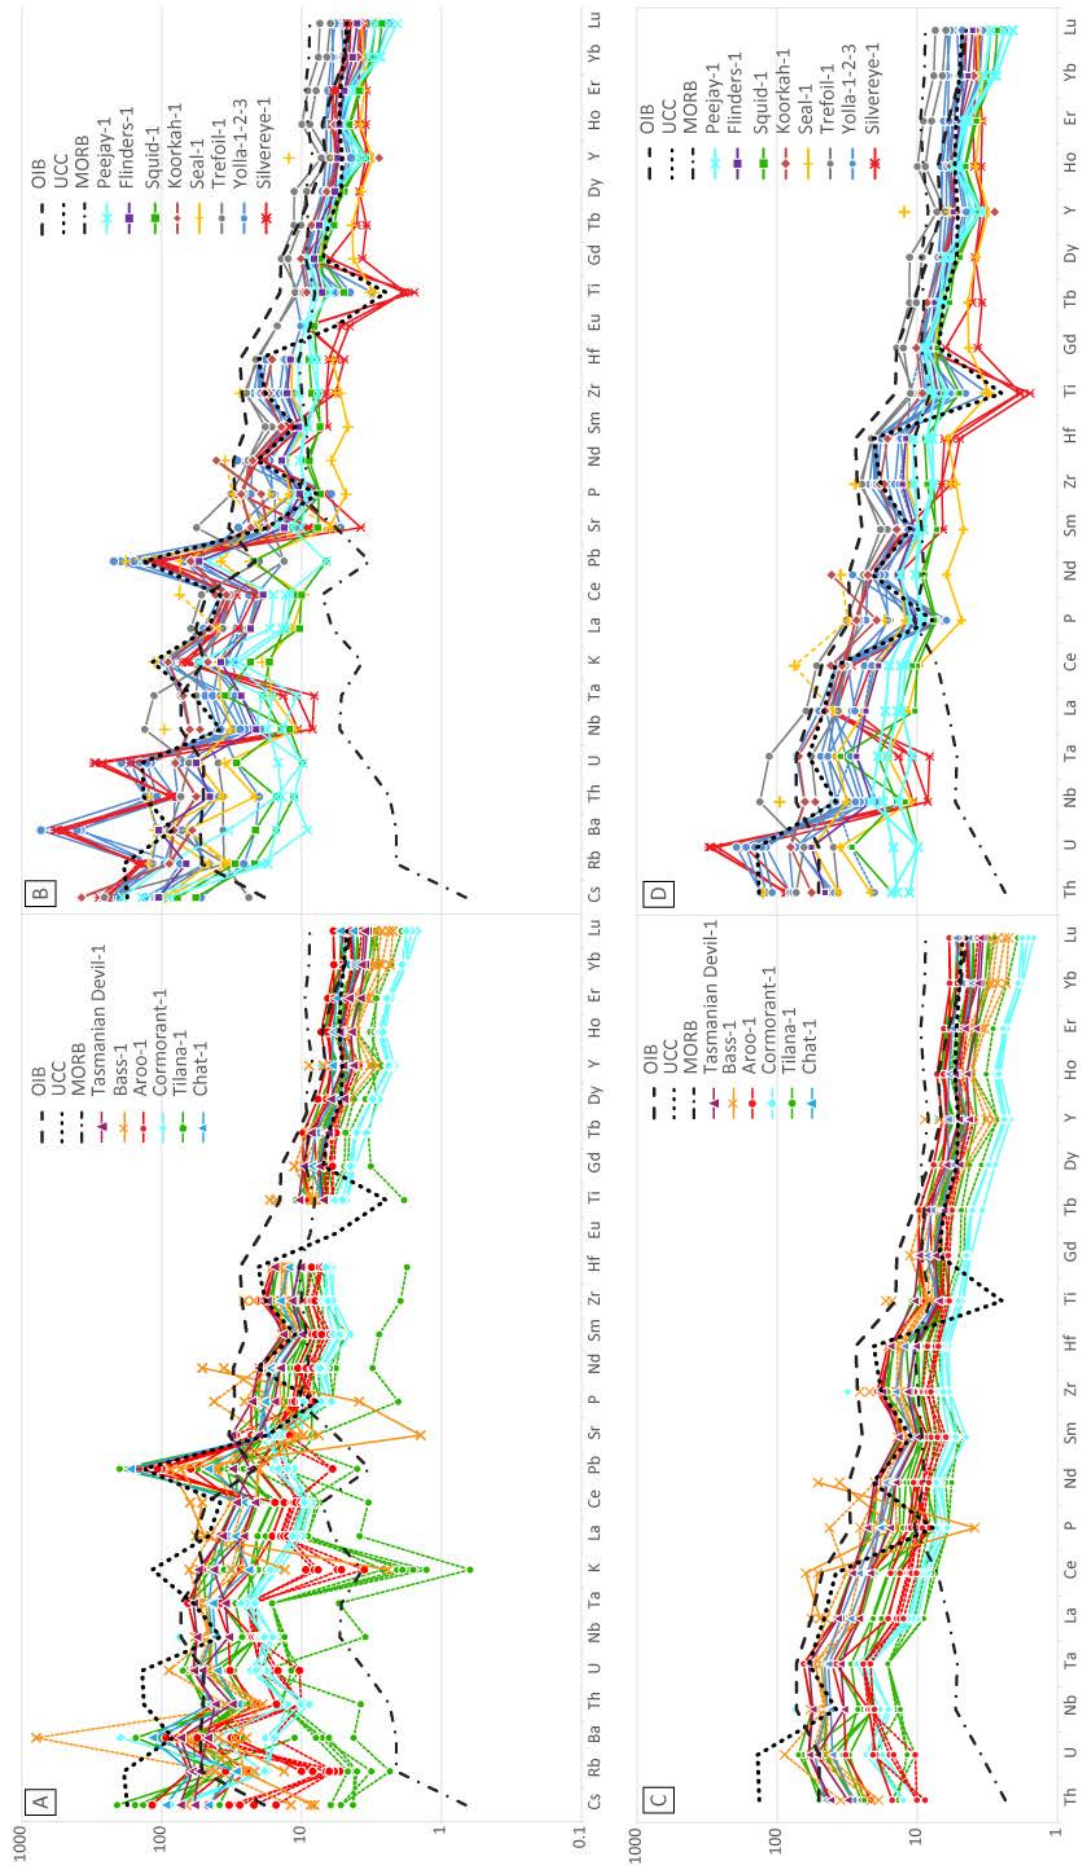 A
1000
100
10
1
0.1
OIB
UCC
MORB
Tasmanian Devil-1
Bass-1
Aroo-1
Cormorant-1
Tilana-1
Chat-1
Cs Rb Ba Th U Nb Ta K La Ce Pb Sr P Nd Sm Zr Hf Eu Ti Gd Tb Dy Y Ho Er Yb Lu
B
OIB
UCC
MORB
Peejay-1
Flinders-1
Squid-1
Koorkah-1
Seal-1
Trefoil-1
Yolla-1-2-3
Silvereye-1
Cs Rb Ba Th U Nb Ta K La Ce Pb Sr P Nd Sm Zr Hf Eu Ti Gd Tb Dy Y Ho Er Yb Lu
C
1000
100
10
1
OIB
UCC
MORB
Tasmanian Devil-1
Bass-1
Aroo-1
Cormorant-1
Tilana-1
Chat-1
Th U Nb Ta La Ce P Nd Sm Zr Hf Ti Gd Tb Dy Y Ho Er Yb Lu
D
OIB
UCC
MORB
Peejay-1
Flinders-1
Squid-1
Koorkah-1
Seal-1
Trefoil-1
Yolla-1-2-3
Silvereye-1
Th U Nb Ta La Ce P Nd Sm Zr Hf Ti Gd Tb Dy Y Ho Er Yb Lu